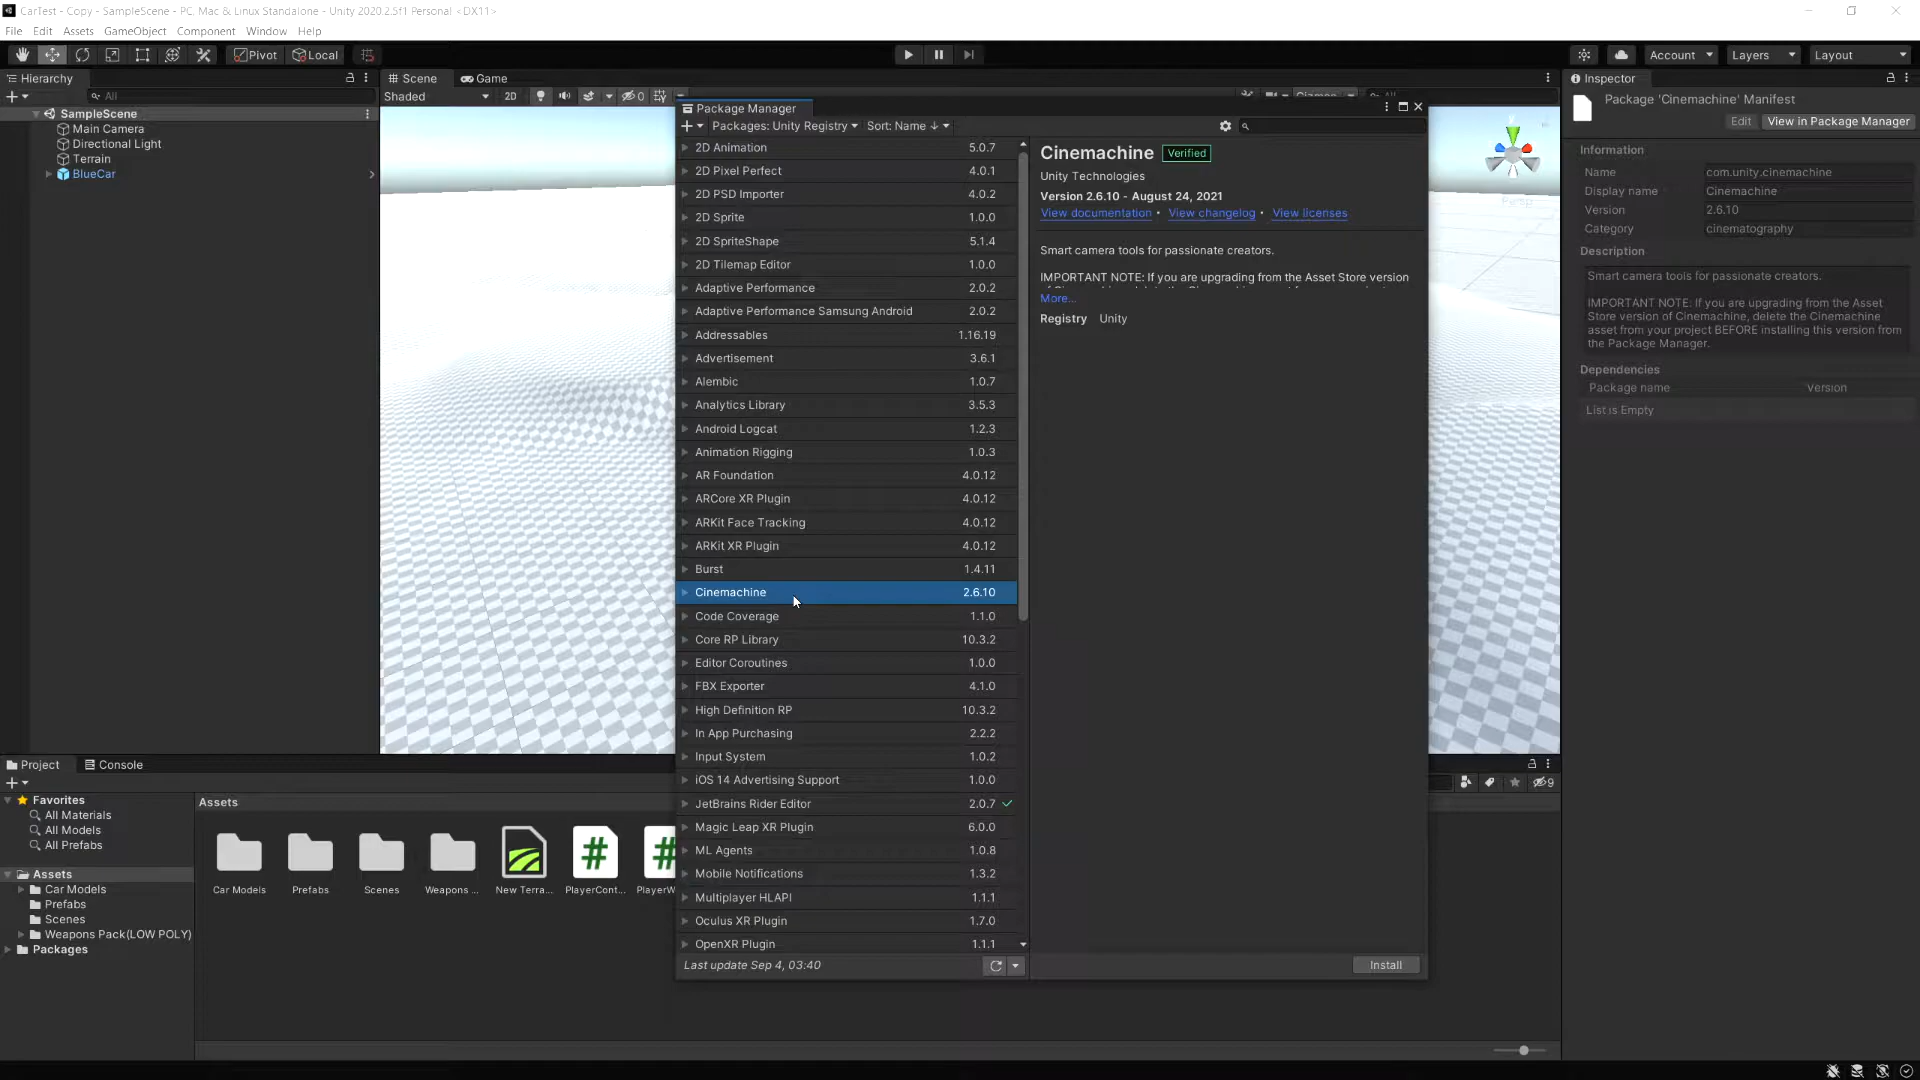 CarTest - Copy - SampleScene - PC, Mac & Linux Standalone - Unity 2020.2.5f1 Personal <DX11>
File Edit Assets GameObject Component Window Help
Pivot Local Account Layers Layout
Hierarchy
All
SampleScene
Main Camera
Directional Light
Terrain
BlueCar
Scene Game
Shaded 2D 0
Package Manager
Packages: Unity Registry Sort: Name ↓
2D Animation 5.0.7
2D Pixel Perfect 4.0.1
2D PSD Importer 4.0.2
2D Sprite 1.0.0
2D SpriteShape 5.1.4
2D Tilemap Editor 1.0.0
Adaptive Performance 2.0.2
Adaptive Performance Samsung Android 2.0.2
Addressables 1.16.19
Advertisement 3.6.1
Alembic 1.0.7
Analytics Library 3.5.3
Android Logcat 1.2.3
Animation Rigging 1.0.3
AR Foundation 4.0.12
ARCore XR Plugin 4.0.12
ARKit Face Tracking 4.0.12
ARKit XR Plugin 4.0.12
Burst 1.4.11
Cinemachine 2.6.10
Code Coverage 1.1.0
Core RP Library 10.3.2
Editor Coroutines 1.0.0
FBX Exporter 4.1.0
High Definition RP 10.3.2
In App Purchasing 2.2.2
Input System 1.0.2
iOS 14 Advertising Support 1.0.0
JetBrains Rider Editor 2.0.7
Magic Leap XR Plugin 6.0.0
ML Agents 1.0.8
Mobile Notifications 1.3.2
Multiplayer HLAPI 1.1.1
Oculus XR Plugin 1.7.0
OpenXR Plugin 1.1.1
Last update Sep 4, 03:40
Cinemachine Verified
Unity Technologies
Version 2.6.10 - August 24, 2021
View documentation • View changelog • View licenses
Smart camera tools for passionate creators.
IMPORTANT NOTE: If you are upgrading from the Asset Store version
More...
Registry Unity
Install
Persp
Inspector
Package 'Cinemachine' Manifest
Edit View in Package Manager
Information
Name com.unity.cinemachine
Display name Cinemachine
Version 2.6.10
Category cinematography
Description
Smart camera tools for passionate creators.
IMPORTANT NOTE: If you are upgrading from the Asset
Store version of Cinemachine, delete the Cinemachine
asset from your project BEFORE installing this version from
the Package Manager.
Dependencies
Package name Version
List is Empty
Project Console
9
Favorites
All Materials
All Models
All Prefabs
Assets
Car Models
Prefabs
Scenes
Weapons Pack(LOW POLY)
Packages
Assets
Car Models Prefabs Scenes Weapons ... New Terra... PlayerCont... PlayerW